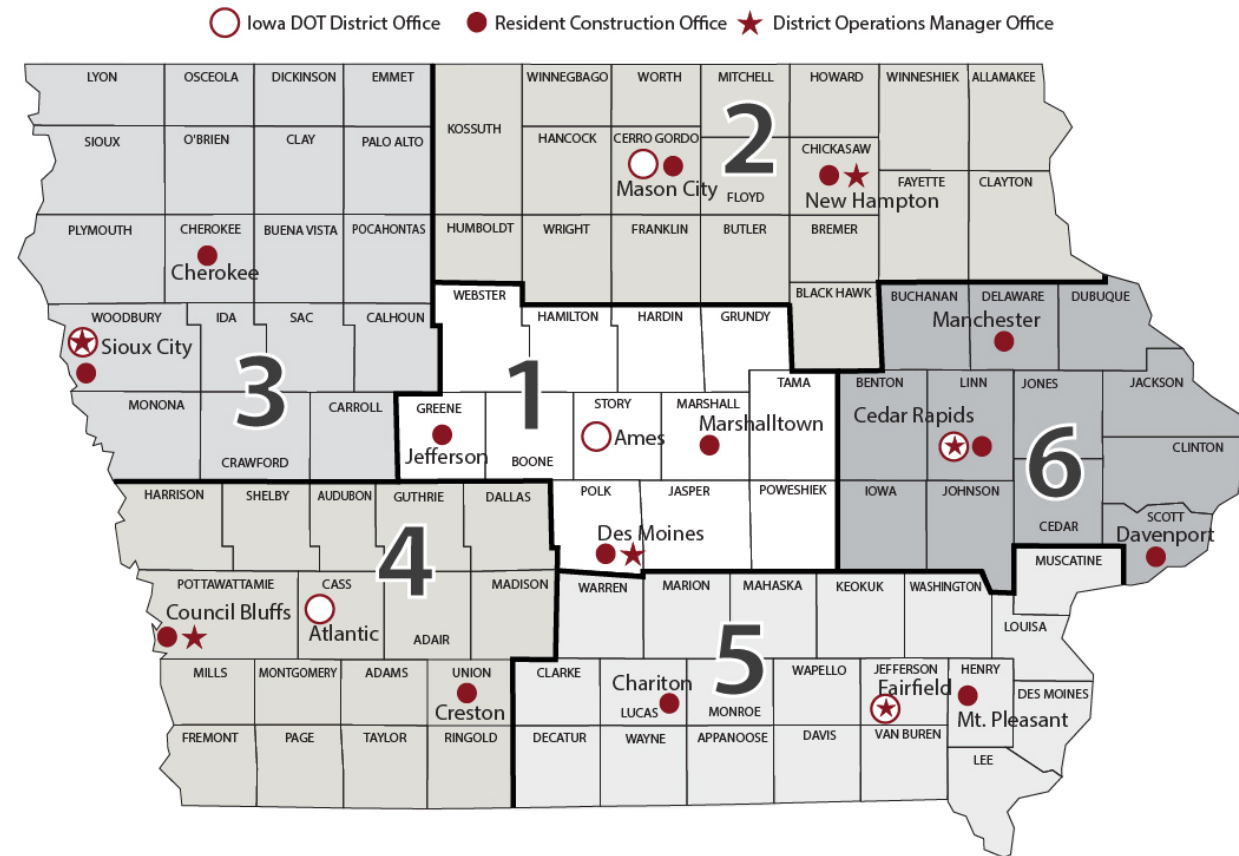 Iowa DOT District Office Resident Construction Office District Operations Manager Office
LYON OSCEOLA DICKINSON EMMET WINNEGBAGO WORTH MITCHELL HOWARD WINNESHIEK ALLAMAKEE
KOSSUTH
SIOUX O'BRIEN CLAY PALO ALTO HANCOCK CERRO GORDO 2 CHICKASAW
Mason City FLOYD New Hampton FAYETTE CLAYTON
PLYMOUTH CHEROKEE BUENA VISTA POCAHONTAS HUMBOLDT WRIGHT FRANKLIN BUTLER BREMER
Cherokee
WEBSTER BLACK HAWK BUCHANAN DELAWARE DUBUQUE
WOODBURY IDA SAC CALHOUN HAMILTON HARDIN GRUNDY Manchester
Sioux City
3 1 TAMA BENTON LINN JONES JACKSON
MONONA CARROLL GREENE STORY MARSHALL Cedar Rapids
Jefferson Ames Marshalltown CLINTON
CRAWFORD BOONE 6
HARRISON SHELBY AUDUBON GUTHRIE DALLAS POLK JASPER POWESHIEK IOWA JOHNSON
CEDAR SCOTT
Des Moines Davenport
4 MUSCATINE
POTTAWATTAMIE CASS MADISON WARREN MARION MAHASKA KEOKUK WASHINGTON
Council Bluffs
Atlantic ADAIR LOUISA
5
MILLS MONTGOMERY ADAMS UNION CLARKE WAPELLO JEFFERSON HENRY
Chariton Fairfield DES MOINES
Creston LUCAS MONROE Mt. Pleasant
FREMONT PAGE TAYLOR RINGOLD DECATUR WAYNE APPANOOSE DAVIS VAN BUREN
LEE